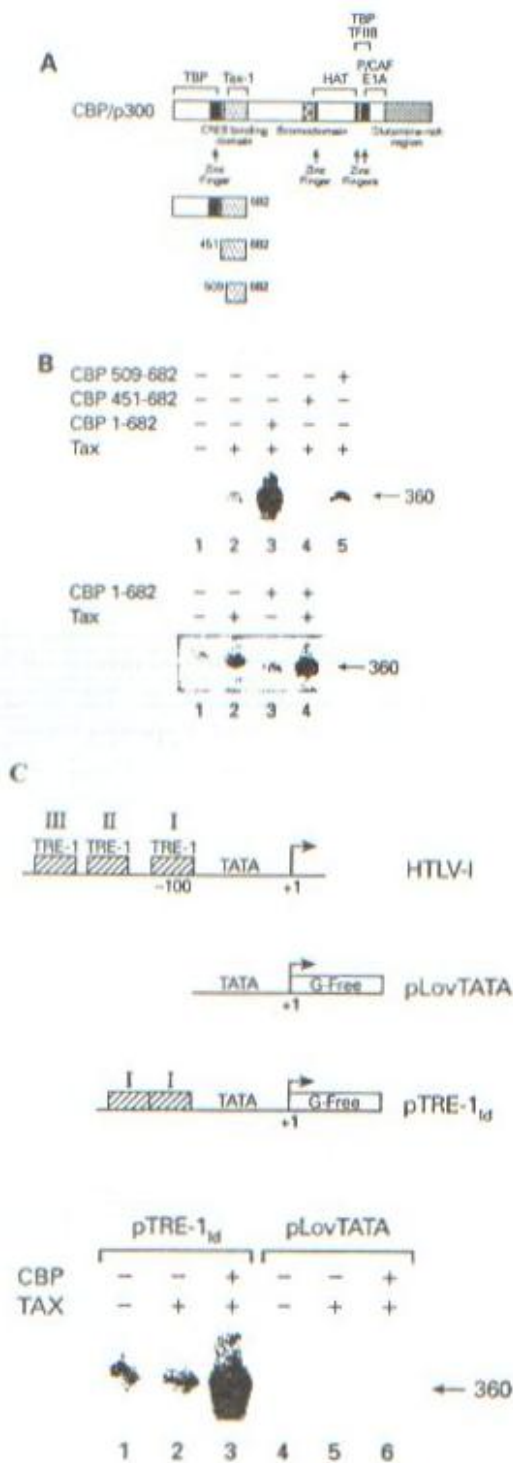 TBP
TFIIB
A
P/CAF
TBP Tax-1 HAT E1A
CBP/p300
CREB binding domain
Bromodomain
Glutamine-rich region
Zinc Finger
Zinc Finger
Zinc Fingers
682
451 682
509 682
B
CBP 509-682 − − − − +
CBP 451-682 − − − + −
CBP 1-682 − − + − −
Tax − + + + +
← 360
1 2 3 4 5
CBP 1-682 − − + +
Tax − + − +
← 360
1 2 3 4
C
III II I
TRE-1 TRE-1 TRE-1 TATA HTLV-I
−100 +1
TATA G-Free pLovTATA
+1
I I
TATA G-Free pTRE-1Id
+1
pTRE-1Id pLovTATA
CBP − − + − − +
TAX − + + − + +
← 360
1 2 3 4 5 6